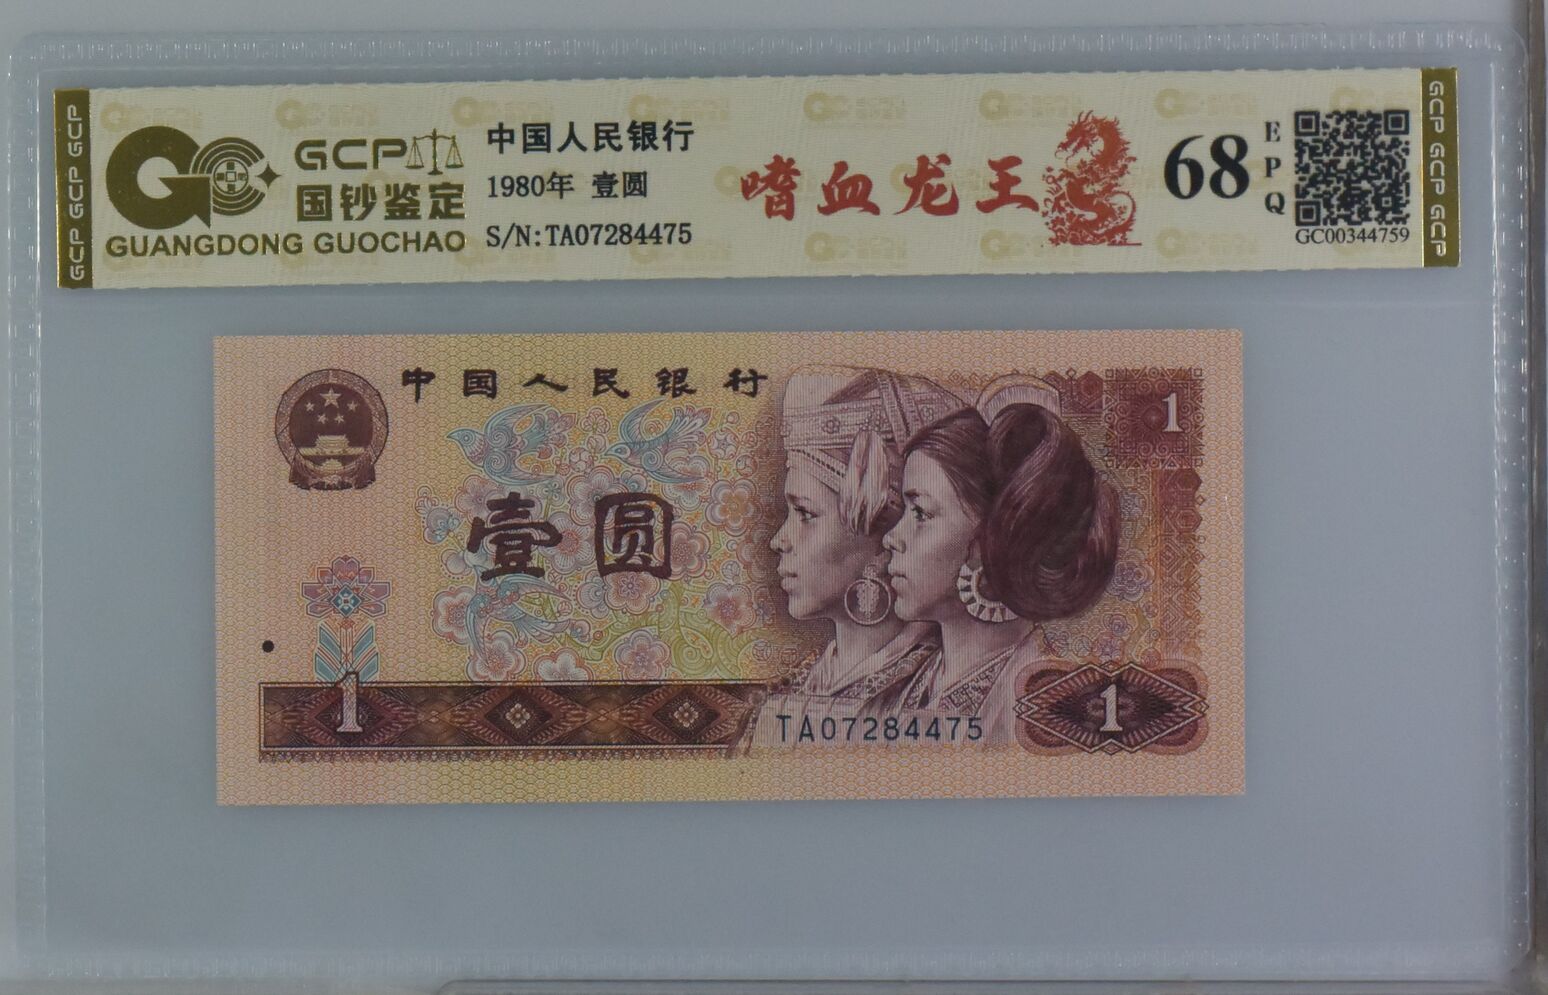 GCP GCP GCP
GCP
国钞鉴定
GUANGDONG GUOCHAO
中国人民银行
1980年 壹圆
S/N:TA07284475
嗜血龙王
68
EPQ
GC00344759
GCP GCP GCP
中国人民银行
1
壹圆
1
TA07284475
1